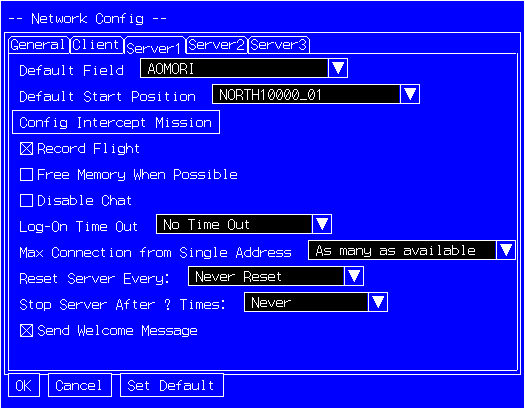 -- Network Config --
General Client Server1 Server2 Server3
Default Field AOMORI
Default Start Position NORTH10000_01
Config Intercept Mission
Record Flight
Free Memory When Possible
Disable Chat
Log-On Time Out No Time Out
Max Connection from Single Address As many as available
Reset Server Every: Never Reset
Stop Server After ? Times: Never
Send Welcome Message
OK Cancel Set Default